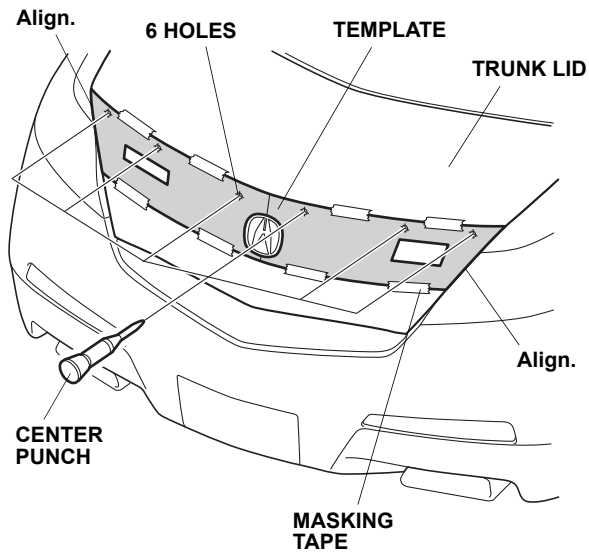 Align.
6 HOLES
TEMPLATE
TRUNK LID
Align.
CENTER
PUNCH
MASKING
TAPE